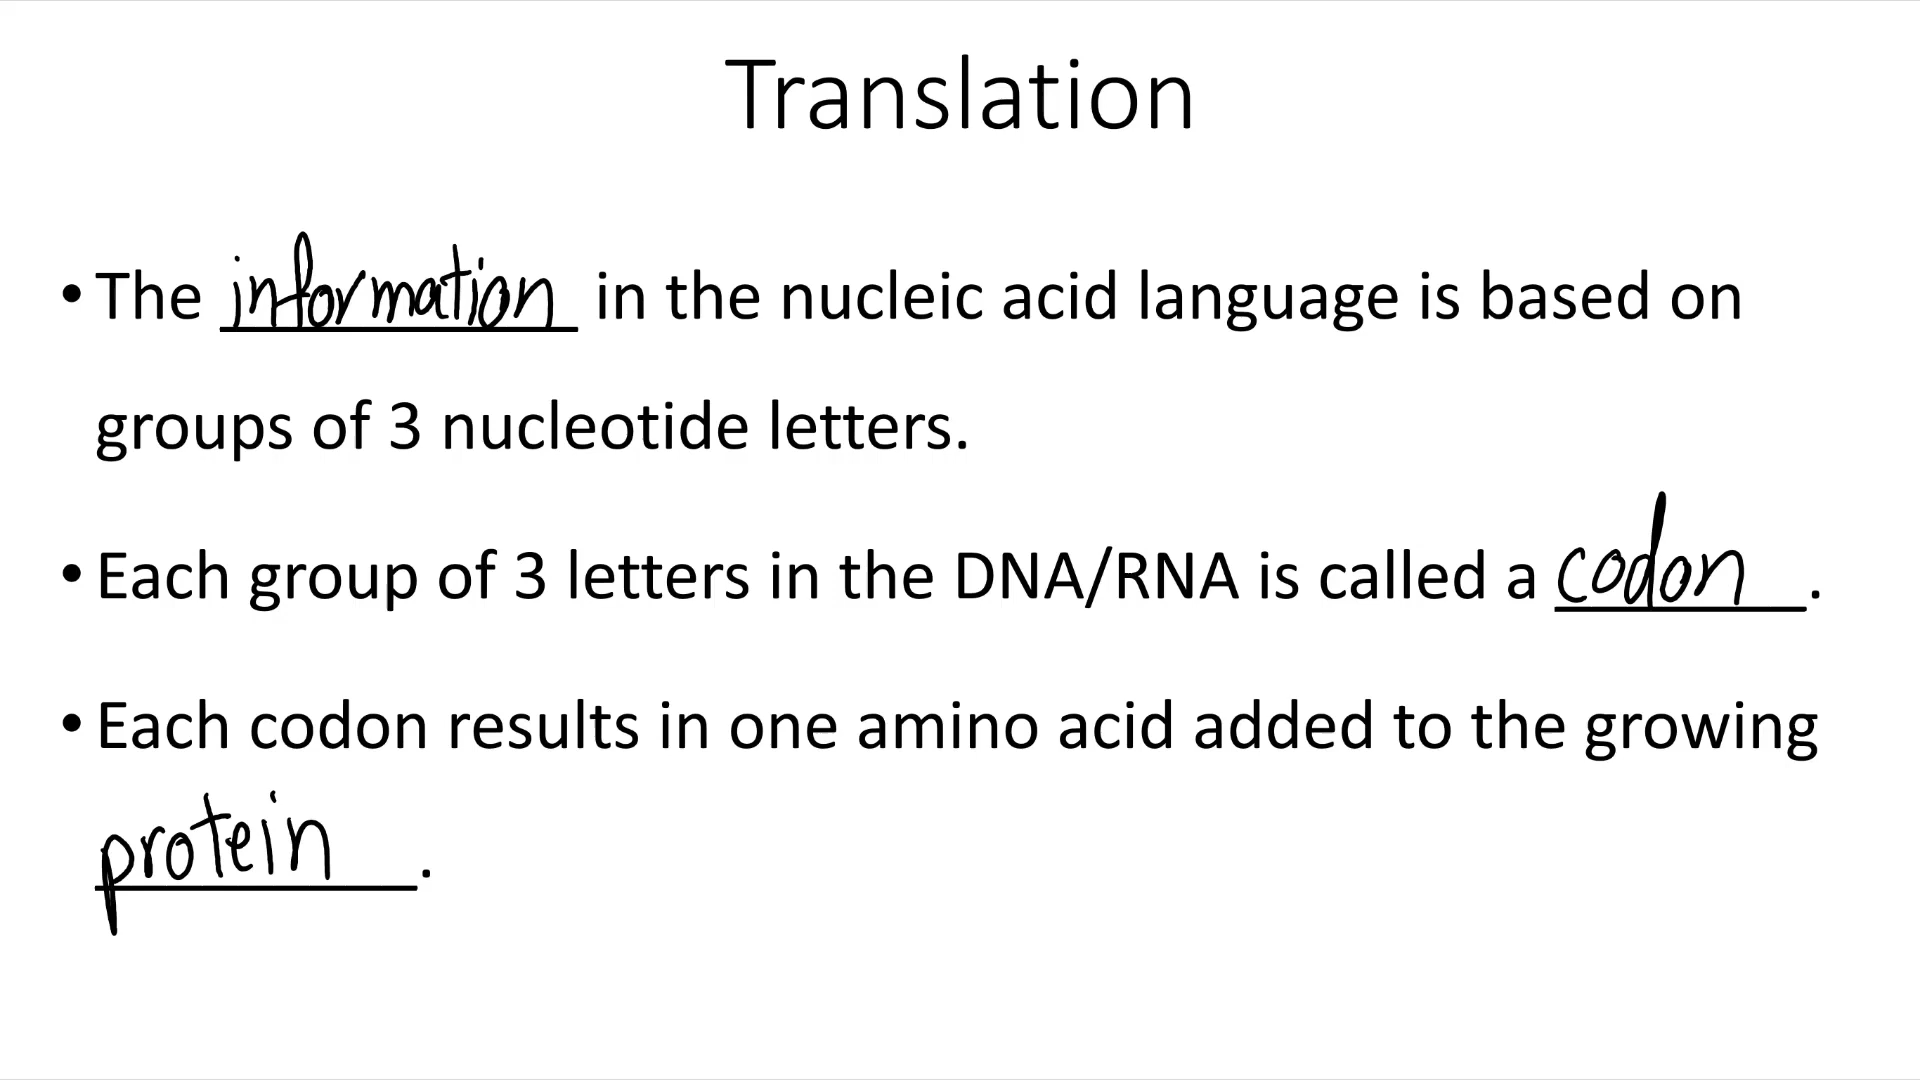 Translation
• The information in the nucleic acid language is based on
groups of 3 nucleotide letters.
• Each group of 3 letters in the DNA/RNA is called a codon.
• Each codon results in one amino acid added to the growing
protein.